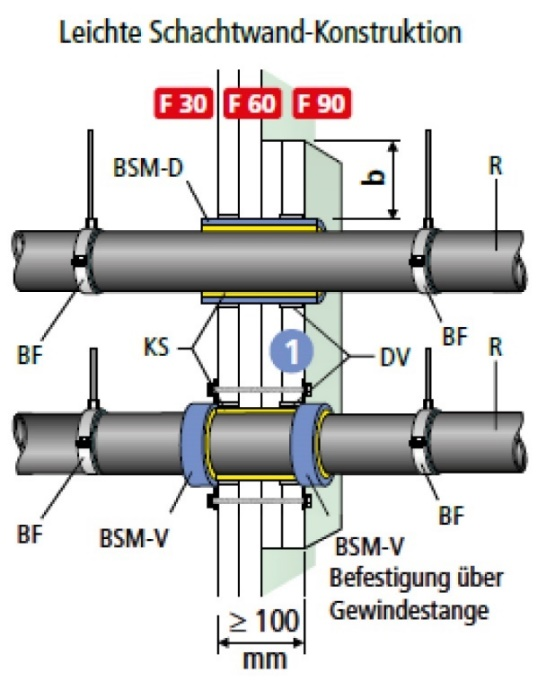 Leichte Schachtwand-Konstruktion
F 30 F 60 F 90
BSM-D
b
R
BF
KS
1
DV
BF
R
BF
BSM-V
BF
BSM-V
Befestigung über
Gewindestange
≥ 100
mm